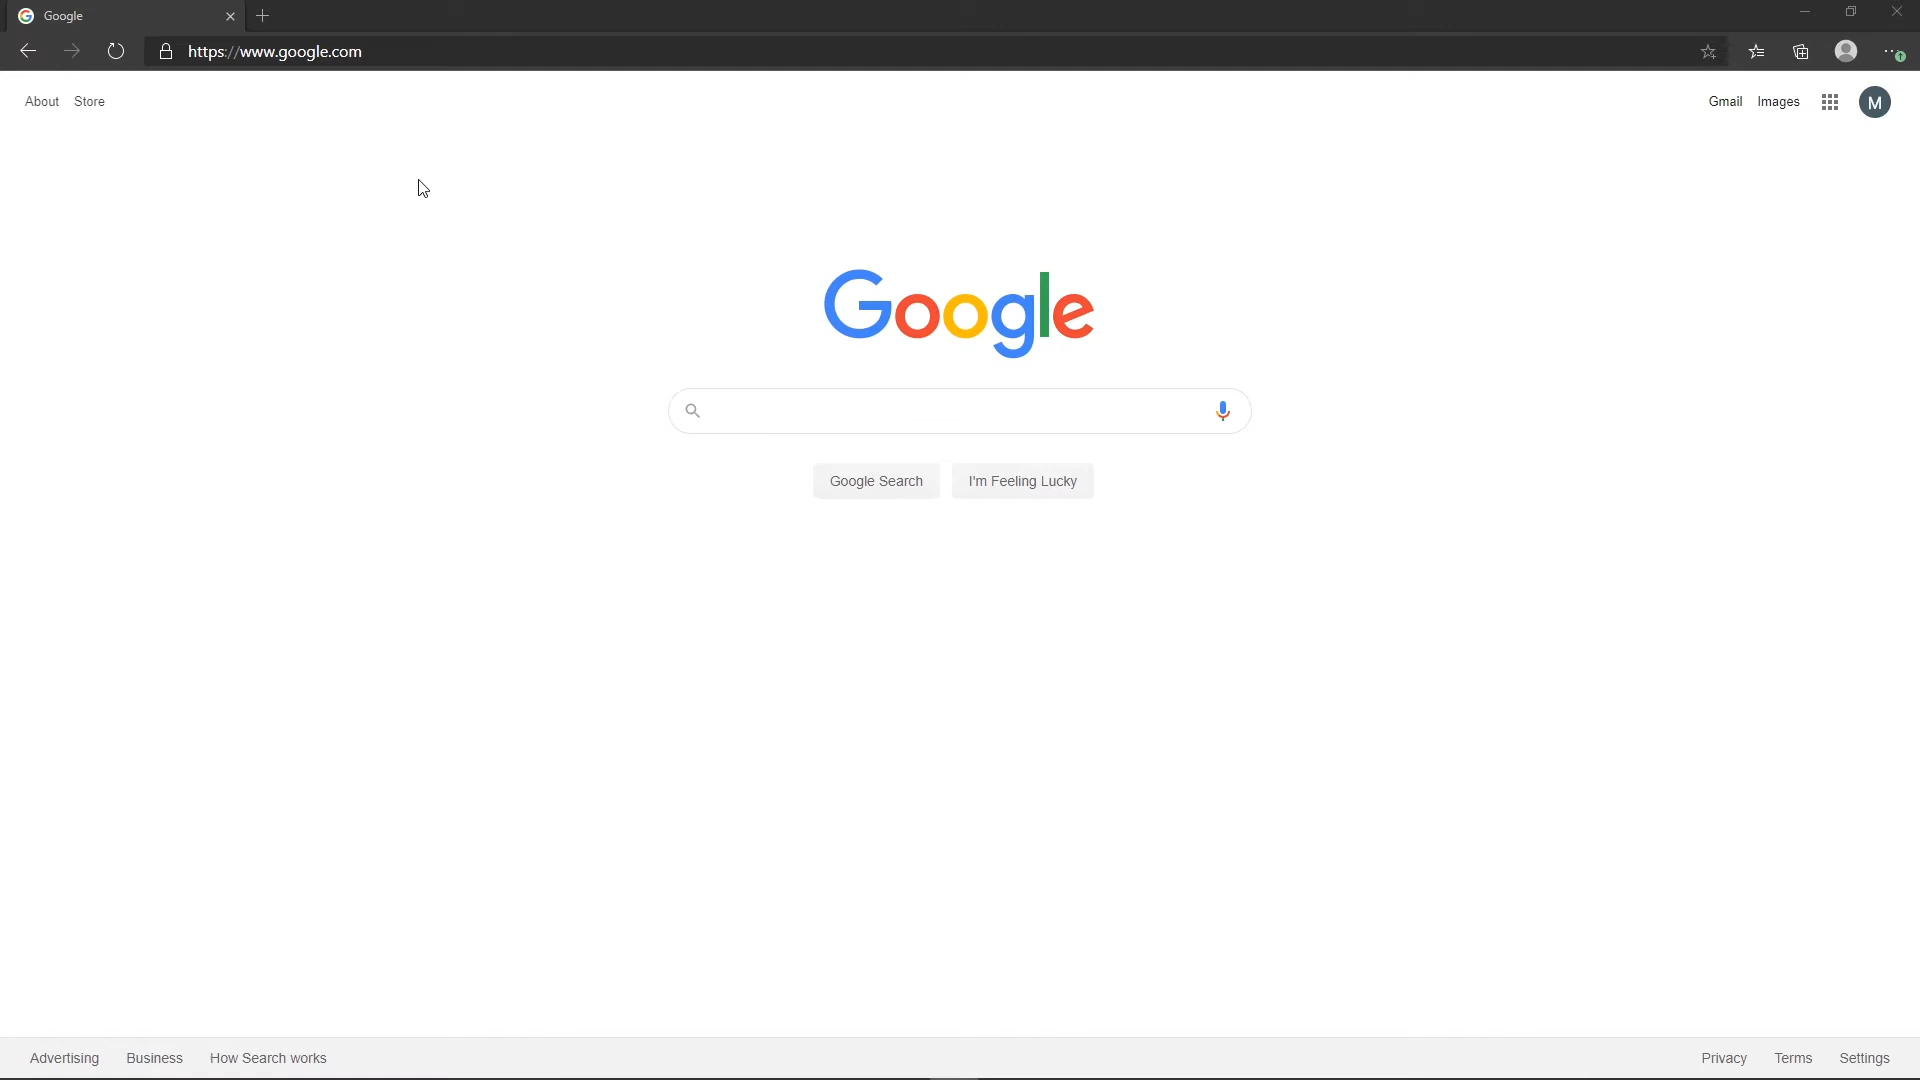 Google
https://www.google.com
About Store
Gmail Images
M
Google
Google Search I'm Feeling Lucky
Advertising Business How Search works
Privacy Terms Settings